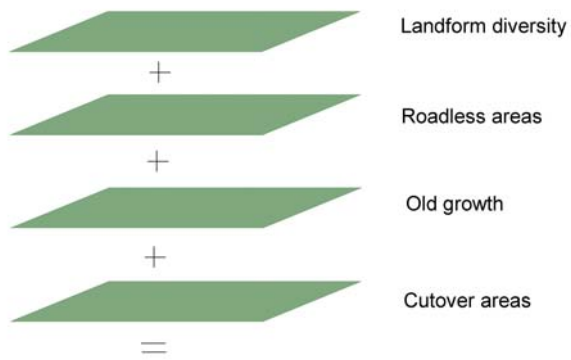 Landform diversity
+
Roadless areas
+
Old growth
+
Cutover areas
=